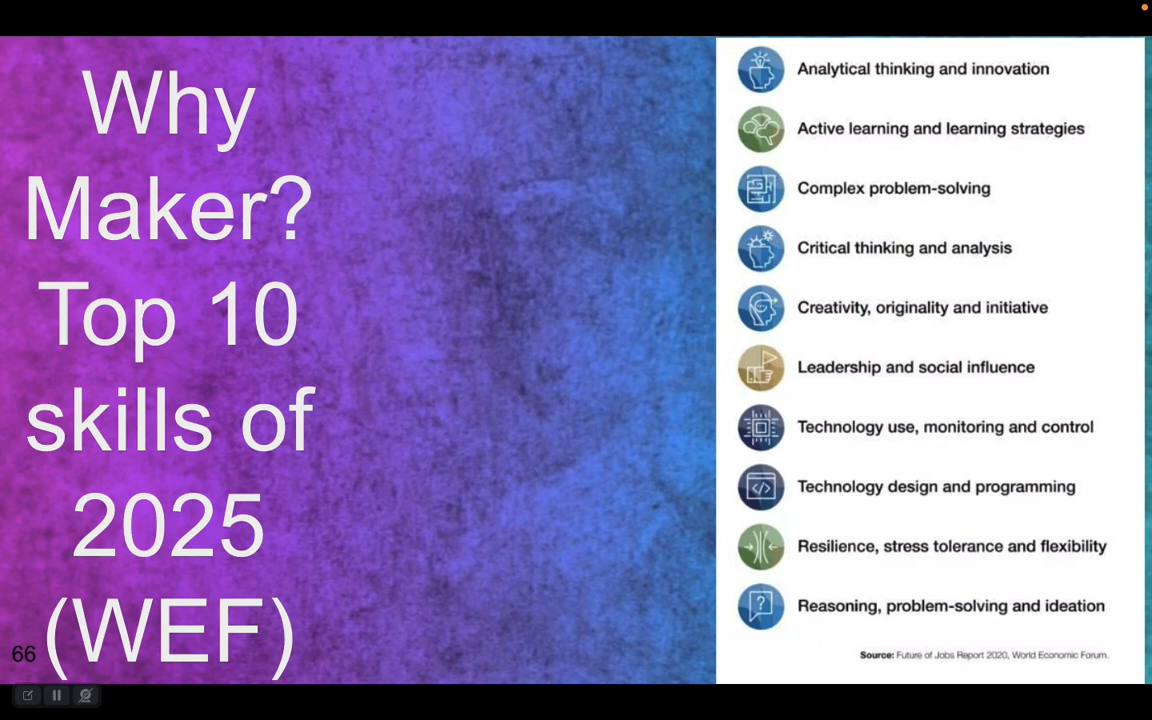 Why
Maker?
Top 10
skills of
2025
(WEF)
66
Analytical thinking and innovation
Active learning and learning strategies
Complex problem-solving
Critical thinking and analysis
Creativity, originality and initiative
Leadership and social influence
Technology use, monitoring and control
</>
Technology design and programming
Resilience, stress tolerance and flexibility
?
Reasoning, problem-solving and ideation
Source: Future of Jobs Report 2020, World Economic Forum.